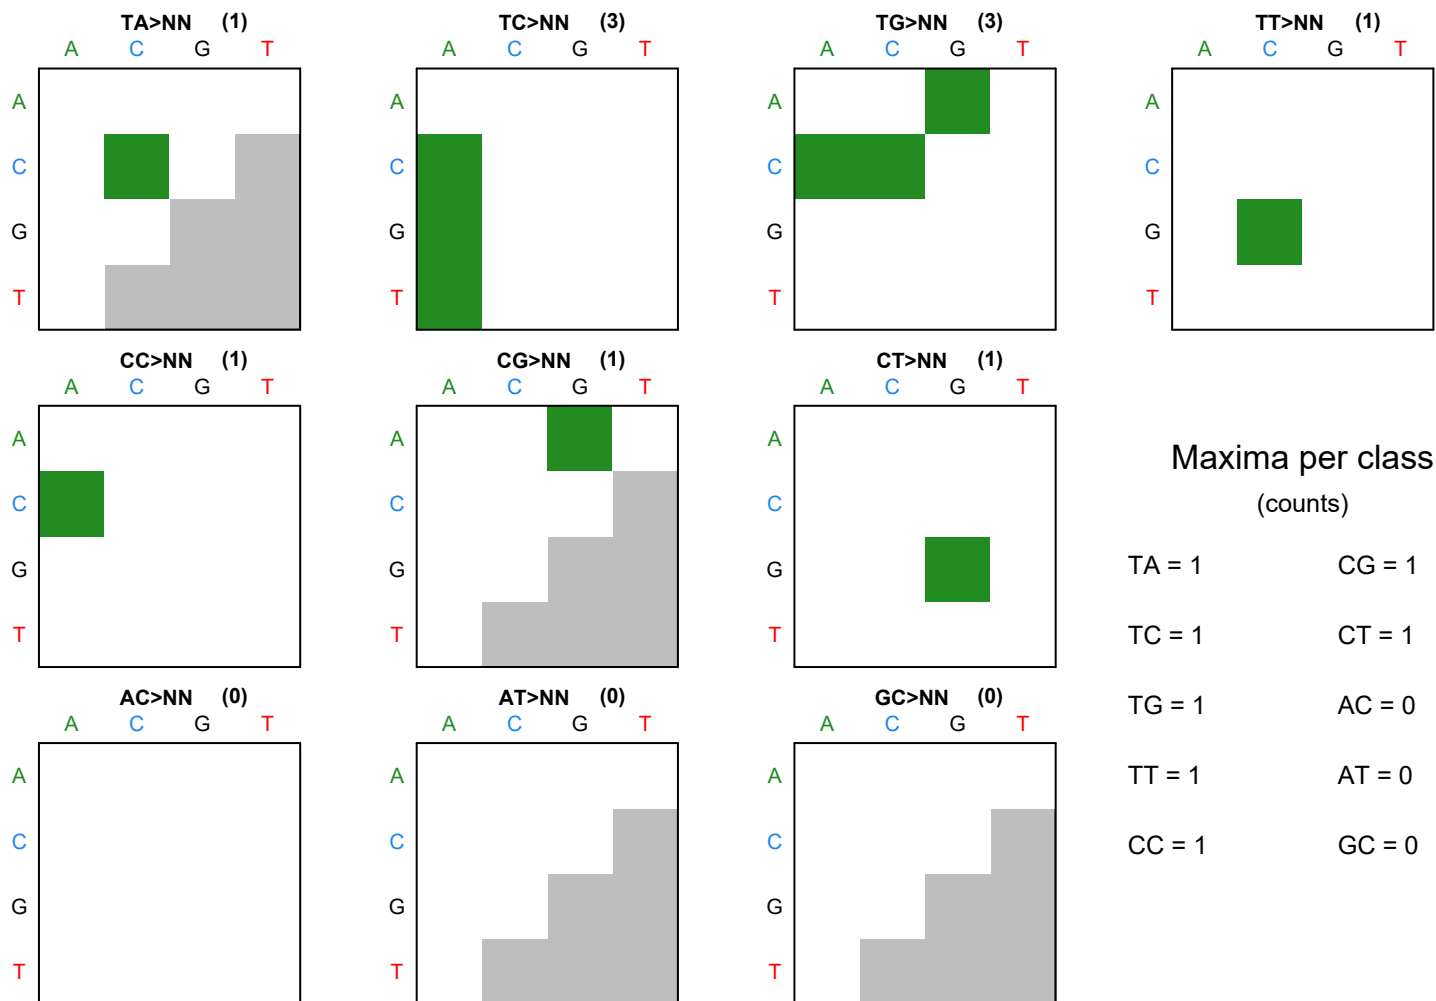 TA>NN (1) TC>NN (3) TG>NN (3) TT>NN (1)
A C G T A C G T A C G T A C G T
A A A A
C C C C
G G G G
T T T T
CC>NN (1) CG>NN (1) CT>NN (1)
A C G T A C G T A C G T
A A A
C C C
G G G
T T T
Maxima per class
(counts)
TA = 1 CG = 1
TC = 1 CT = 1
TG = 1 AC = 0
TT = 1 AT = 0
CC = 1 GC = 0
AC>NN (0) AT>NN (0) GC>NN (0)
A C G T A C G T A C G T
A A A
C C C
G G G
T T T